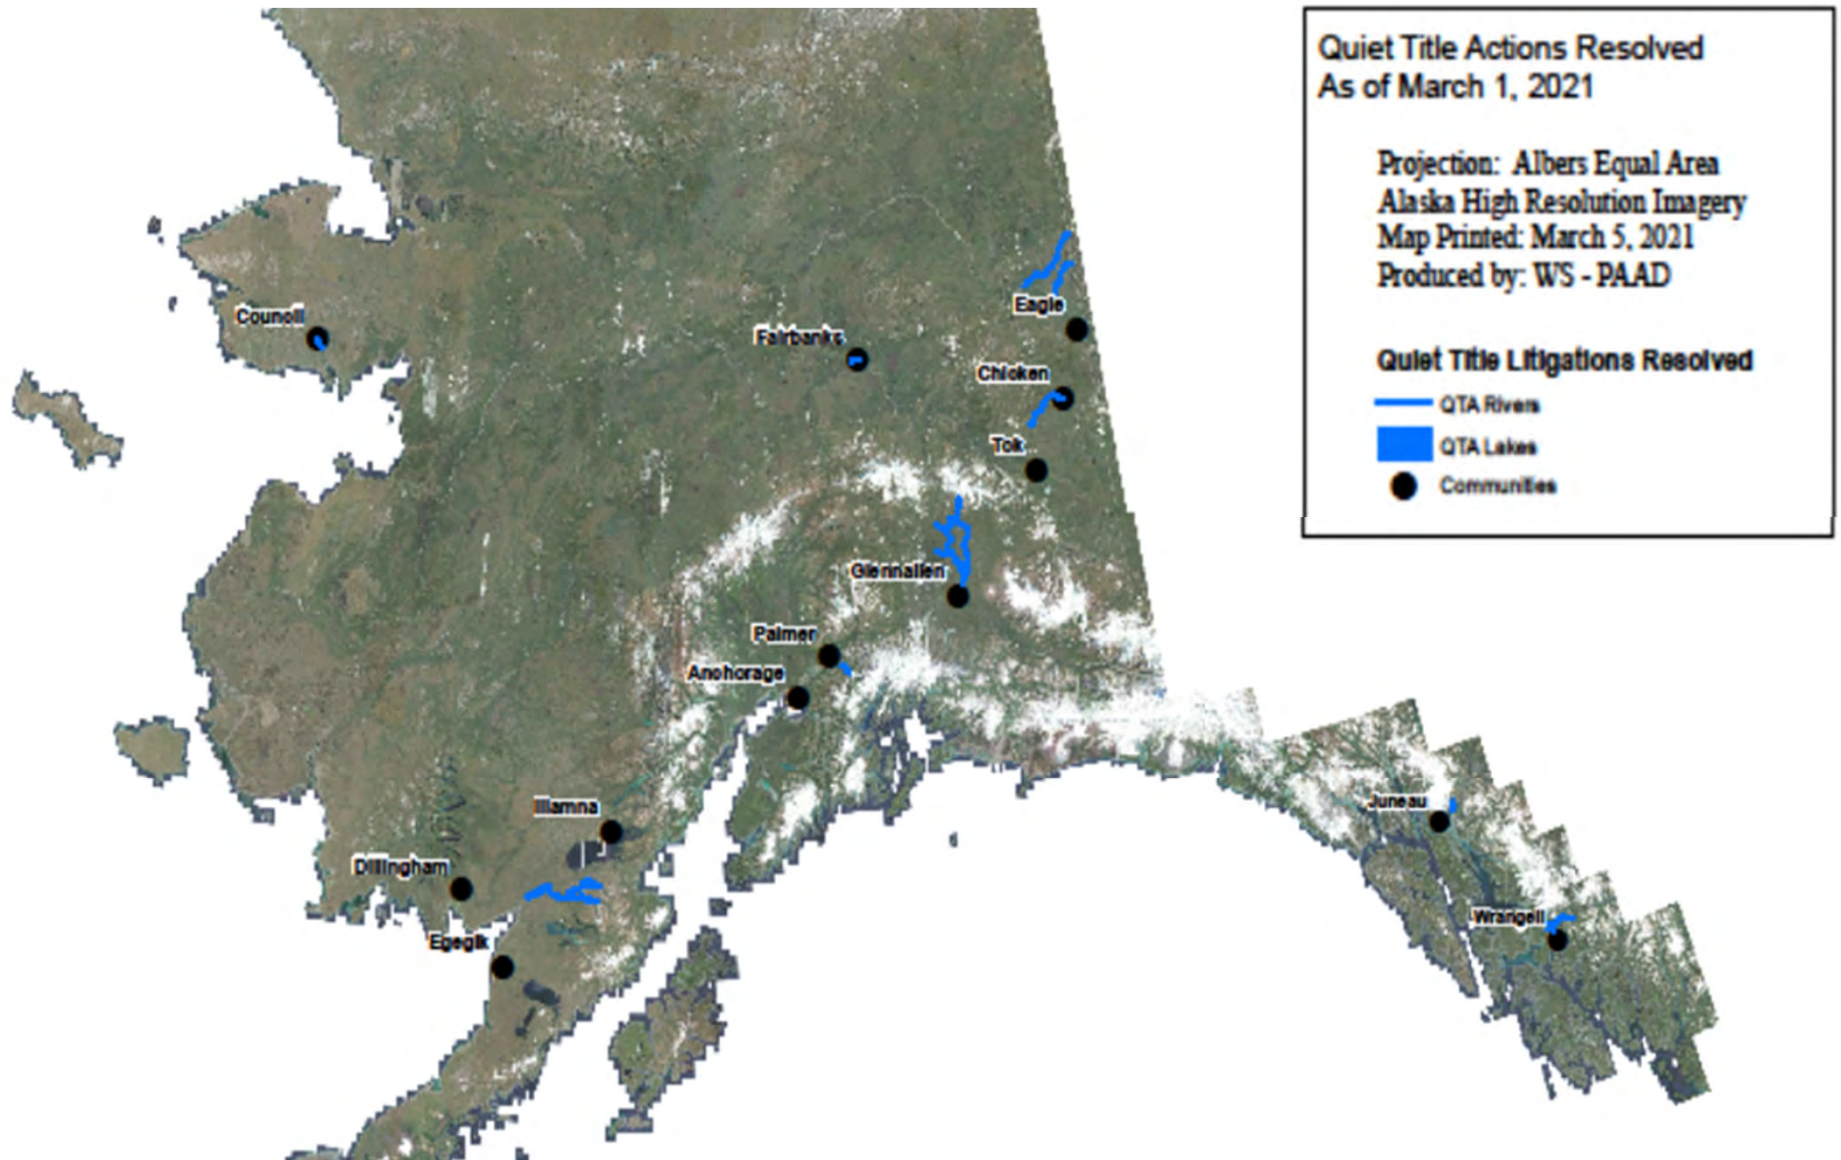 Quiet Title Actions Resolved
As of March 1, 2021
Projection: Albers Equal Area
Alaska High Resolution Imagery
Map Printed: March 5, 2021
Produced by: WS - PAAD
Quiet Title Litigations Resolved
QTA Rivers
QTA Lakes
Communities
Eagle
Council
Fairbanks
Chicken
Tok
Glennallen
Palmer
Anchorage
Iliamna
Juneau
Dillingham
Wrangell
Egegik